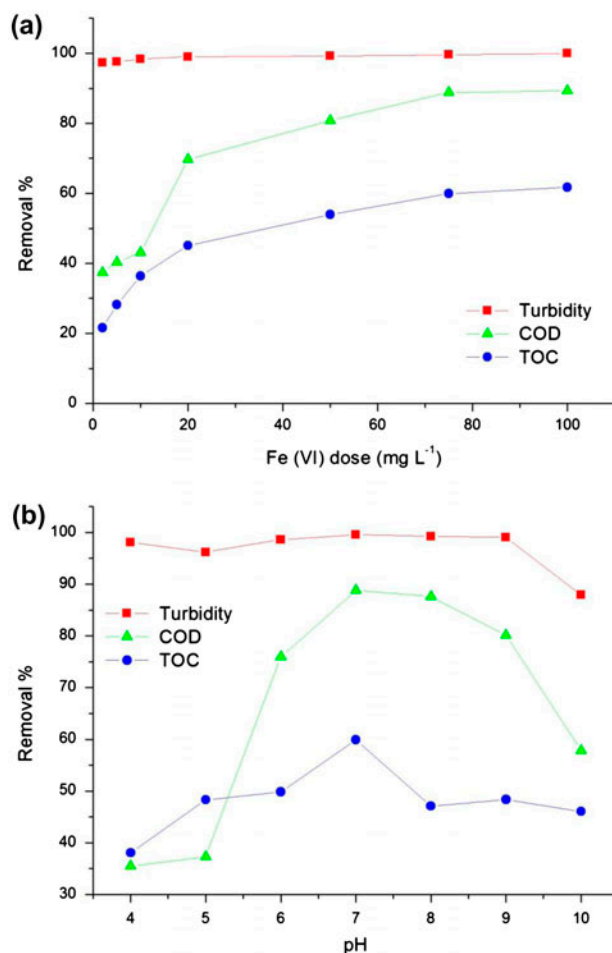 (a)
100
80
60
40
20
0
Removal %
Turbidity
COD
TOC
0 20 40 60 80 100
Fe (VI) dose (mg L⁻¹)
(b)
100
90
80
70
60
50
40
30
Removal %
Turbidity
COD
TOC
4 5 6 7 8 9 10
pH